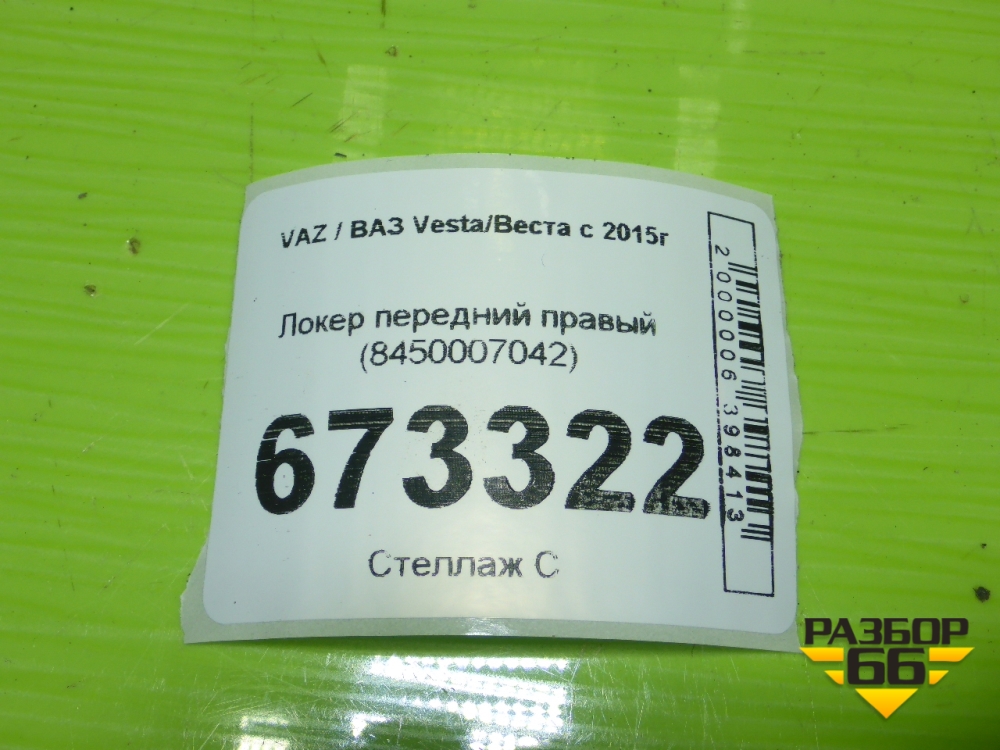 VAZ / ВАЗ Vesta/Веста с 2015г
Локер передний правый
(8450007042)
673322
Стеллаж С
2000006398413
РАЗБОР
66